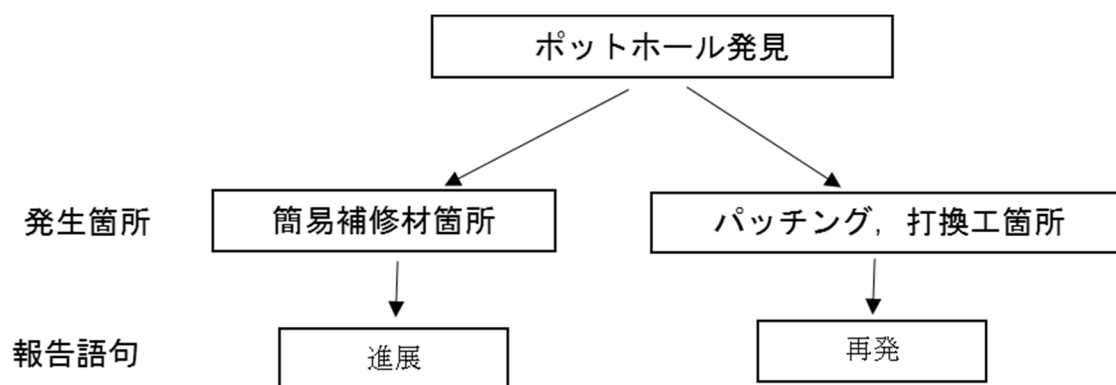 ポットホール発見
発生箇所
簡易補修材箇所
パッチング，打換工箇所
報告語句
進展
再発